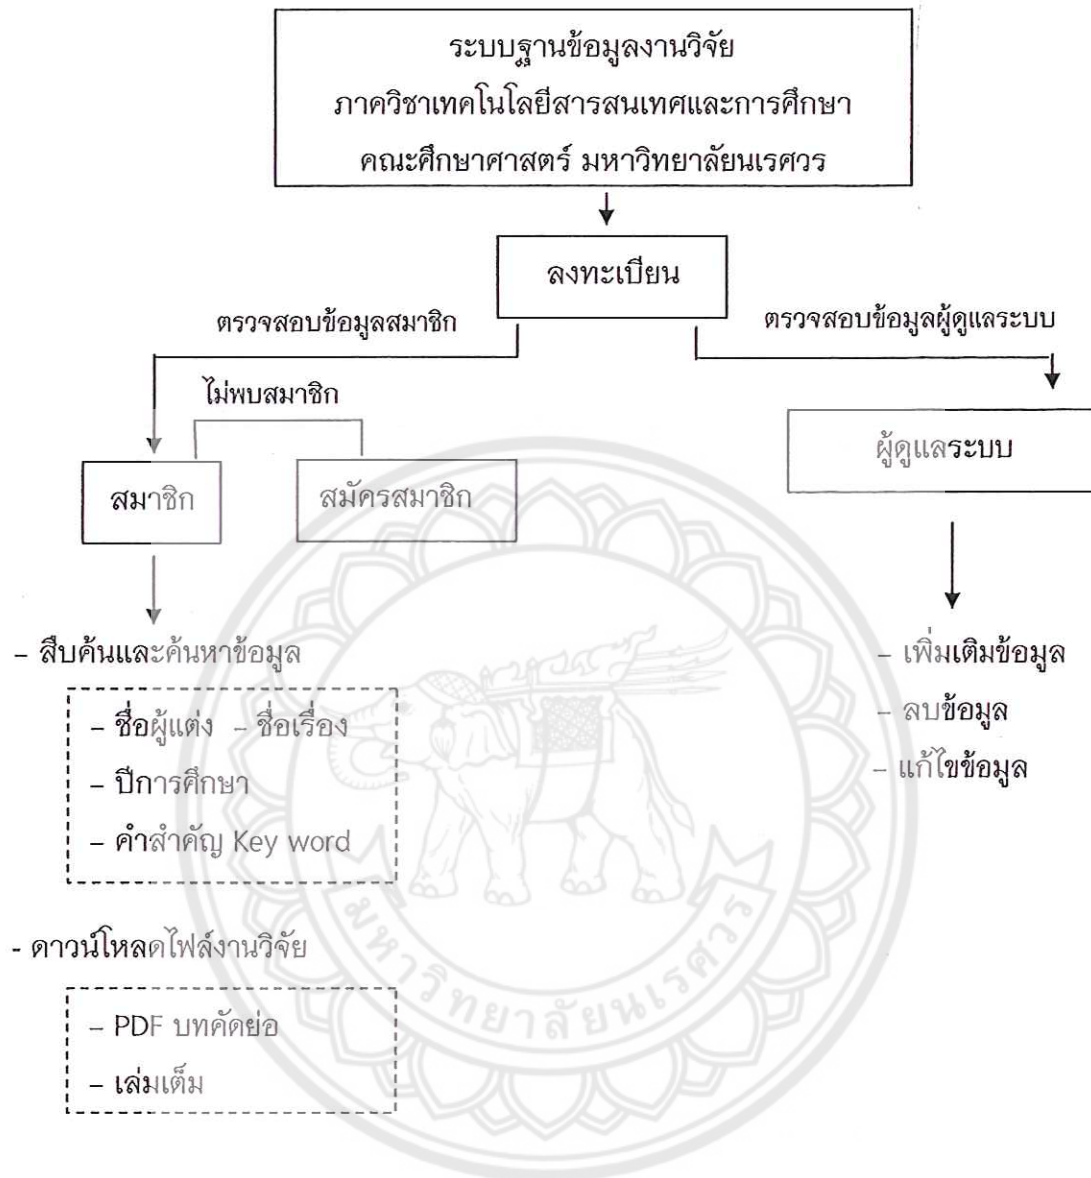 ระบบฐานข้อมูลงานวิจัย
ภาควิชาเทคโนโลยีสารสนเทศและการศึกษา
คณะศึกษาศาสตร์ มหาวิทยาลัยนเรศวร
ลงทะเบียน
ตรวจสอบข้อมูลสมาชิก
ตรวจสอบข้อมูลผู้ดูแลระบบ
ไม่พบสมาชิก
สมาชิก
สมัครสมาชิก
ผู้ดูแลระบบ
– สืบค้นและค้นหาข้อมูล
– ชื่อผู้แต่ง – ชื่อเรื่อง
– ปีการศึกษา
– คำสำคัญ Key word
- ดาวน์โหลดไฟล์งานวิจัย
– PDF บทคัดย่อ
– เล่มเต็ม
– เพิ่มเติมข้อมูล
– ลบข้อมูล
– แก้ไขข้อมูล
มหาวิทยาลัยนเรศวร